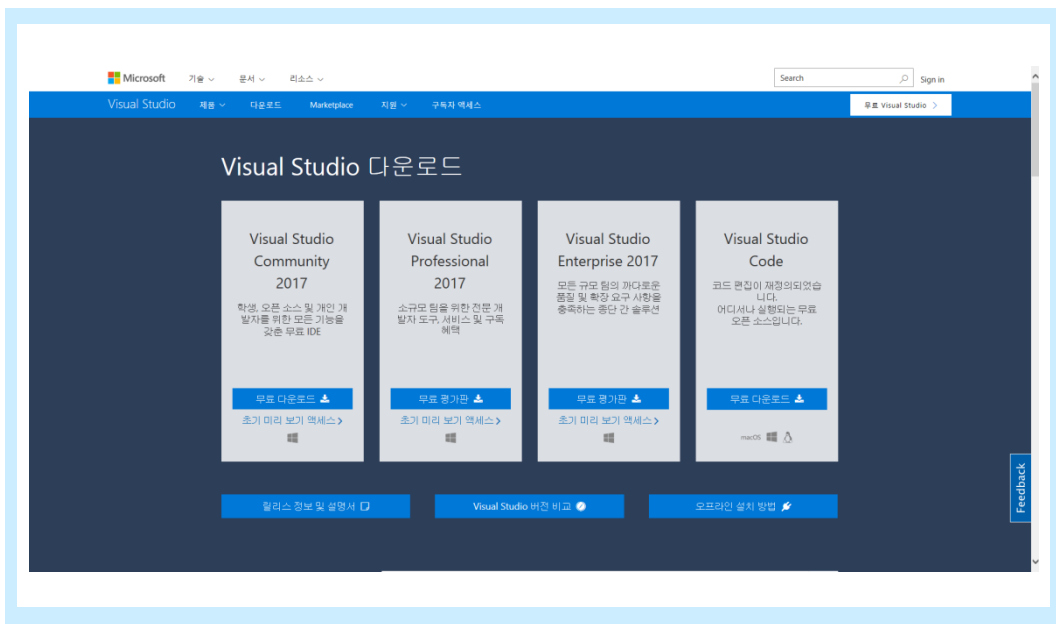 Microsoft 기술 문서 리소스 Search Sign in
Visual Studio 제품 다운로드 Marketplace 지원 구독자 액세스 무료 Visual Studio
Visual Studio 다운로드
Visual Studio
Community
2017
학생, 오픈 소스 및 개인 개
발자를 위한 모든 기능을
갖춘 무료 IDE
무료 다운로드
초기 미리 보기 액세스
Visual Studio
Professional
2017
소규모 팀을 위한 전문 개
발자 도구, 서비스 및 구독
혜택
무료 평가판
초기 미리 보기 액세스
Visual Studio
Enterprise 2017
모든 규모 팀의 까다로운
품질 및 확장 요구 사항을
충족하는 종단 간 솔루션
무료 평가판
초기 미리 보기 액세스
Visual Studio
Code
코드 편집이 재정의되었습
니다.
어디서나 실행되는 무료
오픈 소스입니다.
무료 다운로드
macOS
릴리스 정보 및 설명서 Visual Studio 버전 비교 오프라인 설치 방법
Feedback